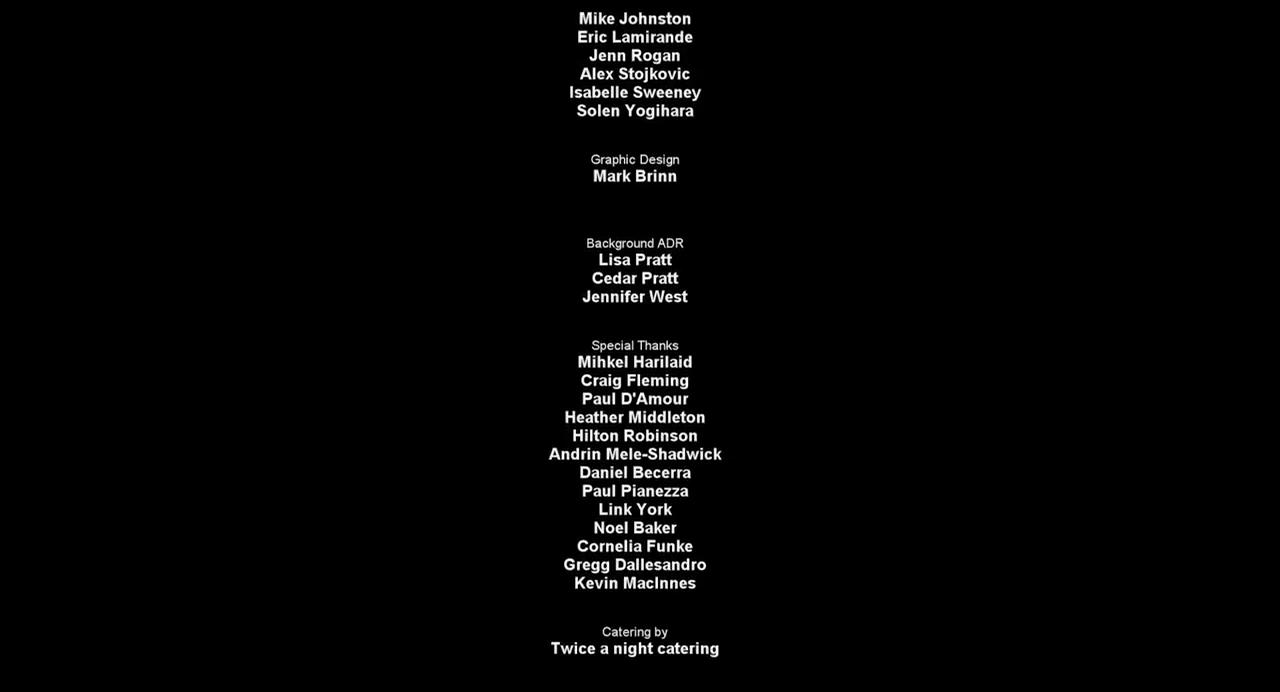 Mike Johnston
Eric Lamirande
Jenn Rogan
Alex Stojkovic
Isabelle Sweeney
Solen Yogihara
Graphic Design
Mark Brinn
Background ADR
Lisa Pratt
Cedar Pratt
Jennifer West
Special Thanks
Mihkel Harilaid
Craig Fleming
Paul D'Amour
Heather Middleton
Hilton Robinson
Andrin Mele-Shadwick
Daniel Becerra
Paul Pianezza
Link York
Noel Baker
Cornelia Funke
Gregg Dallesandro
Kevin MacInnes
Catering by
Twice a night catering